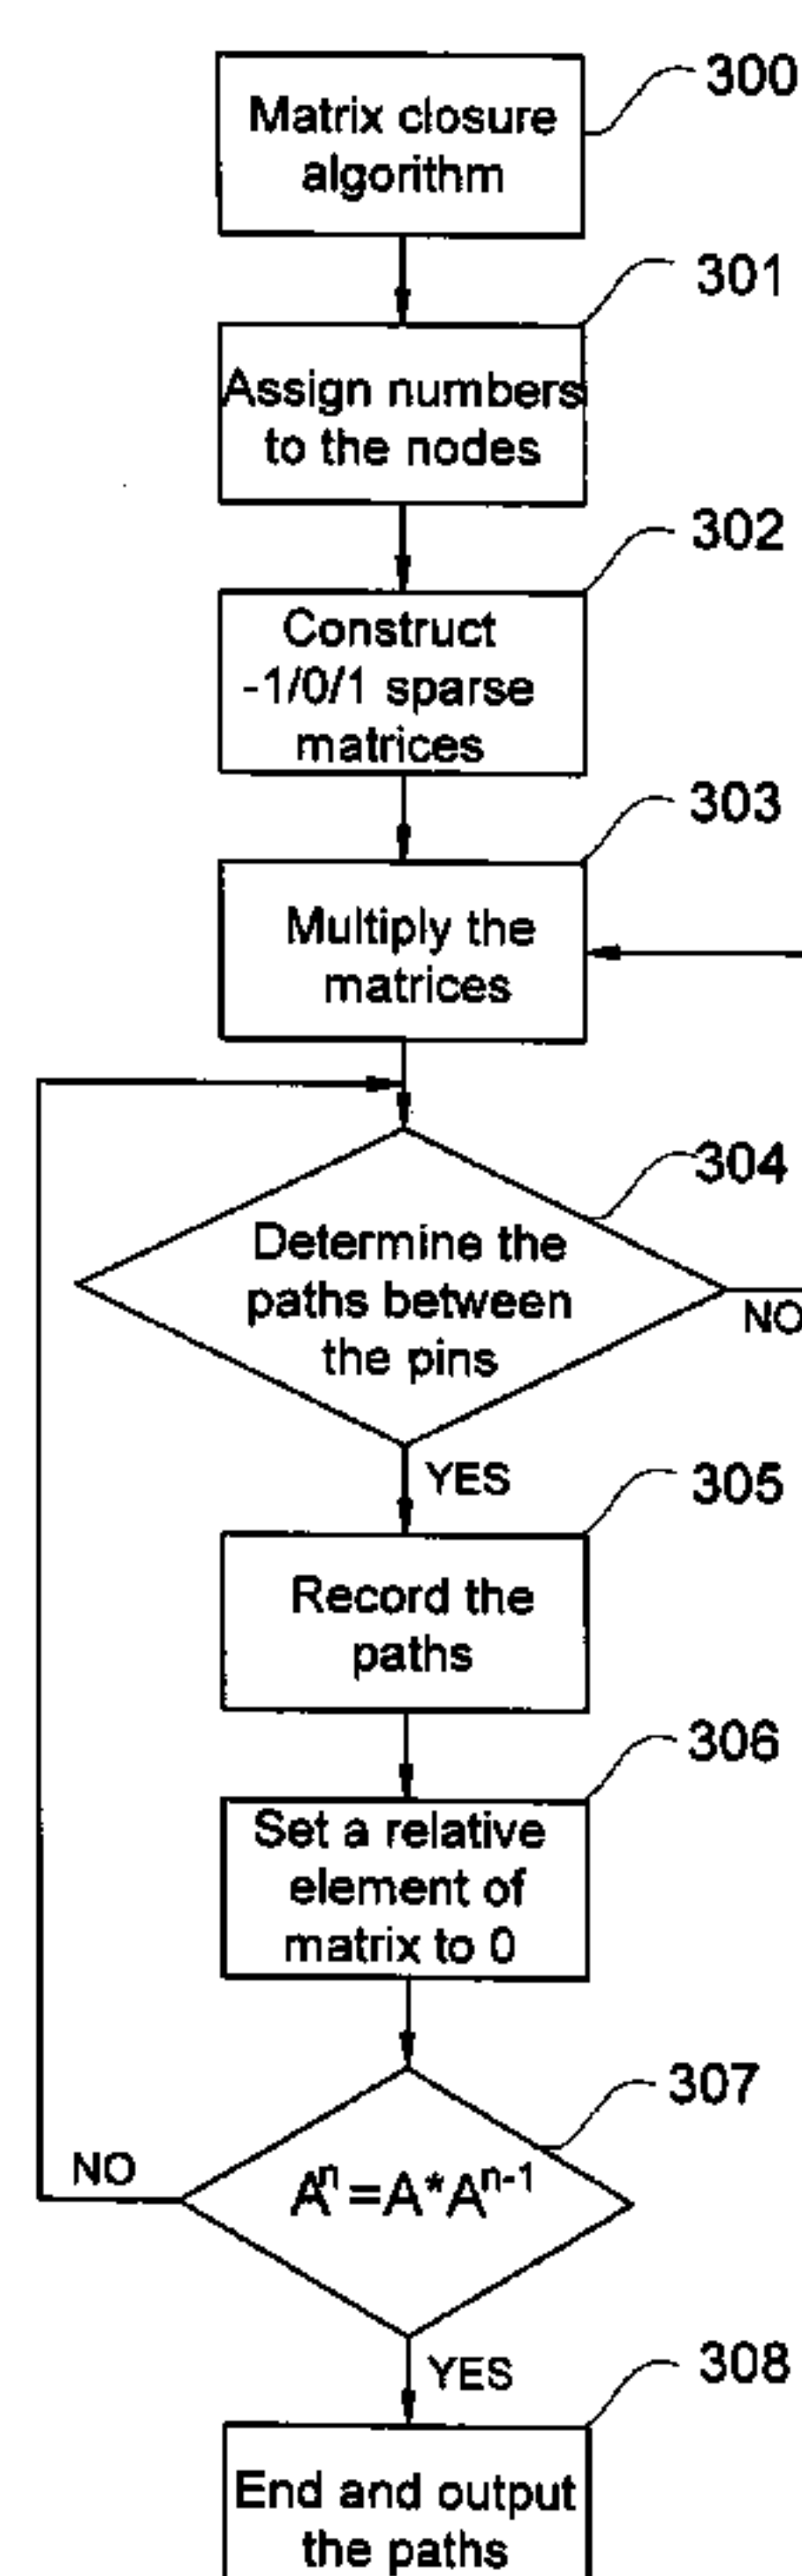 300
Matrix closure
algorithm
301
Assign numbers
to the nodes
302
Construct
-1/0/1 sparse
matrices
303
Multiply the
matrices
304
Determine the
paths between
the pins
NO
YES
305
Record the
paths
306
Set a relative
element of
matrix to 0
307
NO
Aⁿ=A*Aⁿ⁻¹
YES
308
End and output
the paths